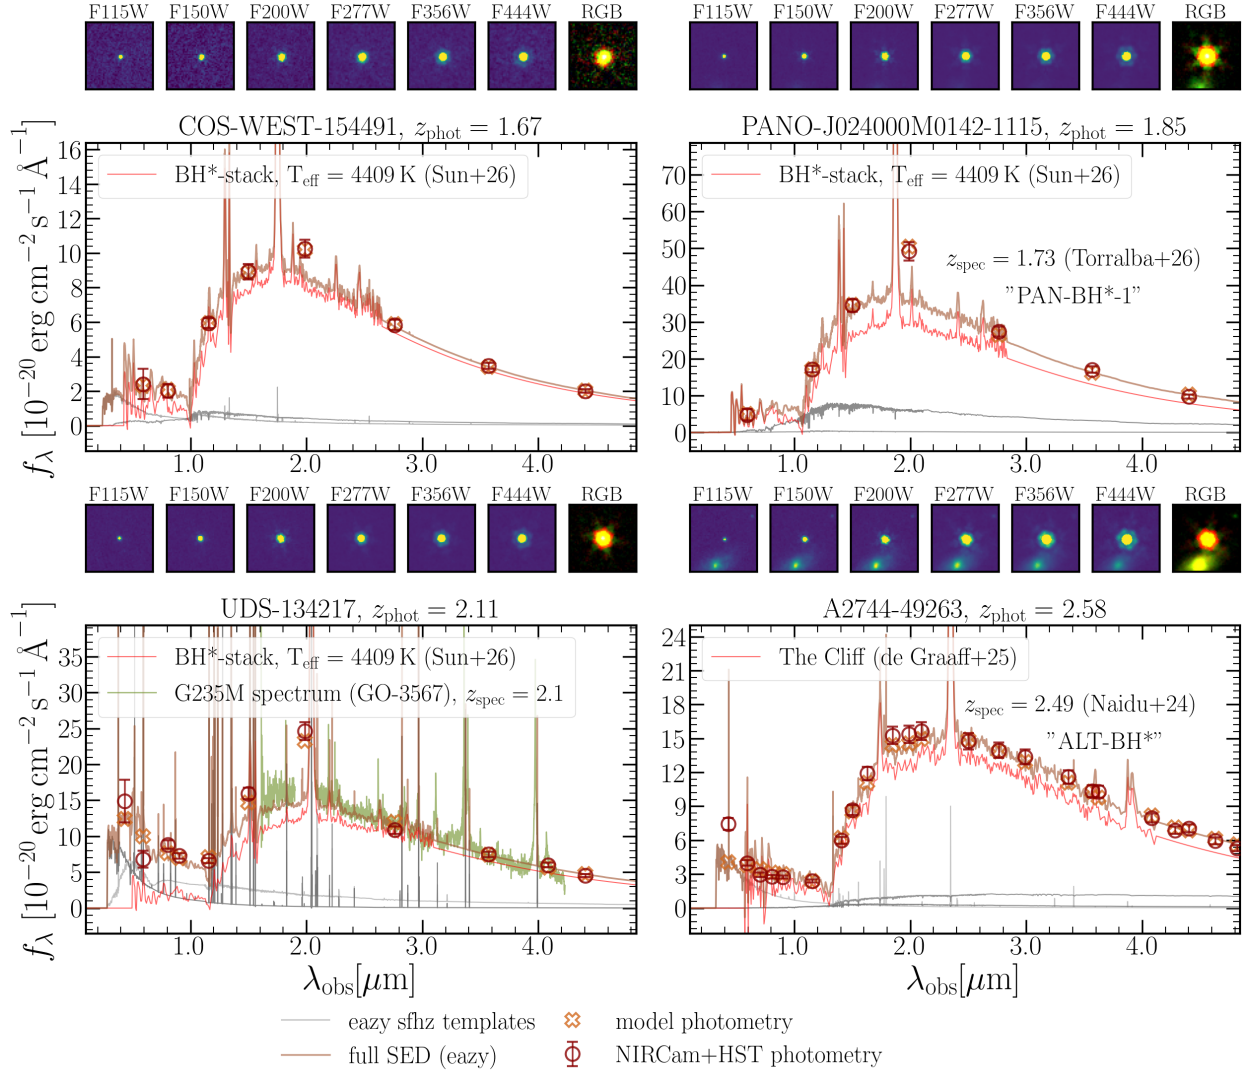 F115W F150W F200W F277W F356W F444W RGB
COS-WEST-154491, z_phot = 1.67
BH*-stack, T_eff = 4409 K (Sun+26)
f_λ [10^−20 erg cm^−2 s^−1 Å^−1]
16
14
12
10
8
6
4
2
0
1.0 2.0 3.0 4.0
F115W F150W F200W F277W F356W F444W RGB
PANO-J024000M0142-1115, z_phot = 1.85
BH*-stack, T_eff = 4409 K (Sun+26)
z_spec = 1.73 (Torralba+26)
"PAN-BH*-1"
70
60
50
40
30
20
10
0
1.0 2.0 3.0 4.0
F115W F150W F200W F277W F356W F444W RGB
UDS-134217, z_phot = 2.11
BH*-stack, T_eff = 4409 K (Sun+26)
G235M spectrum (GO-3567), z_spec = 2.1
f_λ [10^−20 erg cm^−2 s^−1 Å^−1]
35
30
25
20
15
10
5
0
1.0 2.0 3.0 4.0
λ_obs[μm]
F115W F150W F200W F277W F356W F444W RGB
A2744-49263, z_phot = 2.58
The Cliff (de Graaff+25)
z_spec = 2.49 (Naidu+24)
"ALT-BH*"
24
21
18
15
12
9
6
3
0
1.0 2.0 3.0 4.0
λ_obs[μm]
eazy sfhz templates
full SED (eazy)
model photometry
NIRCam+HST photometry